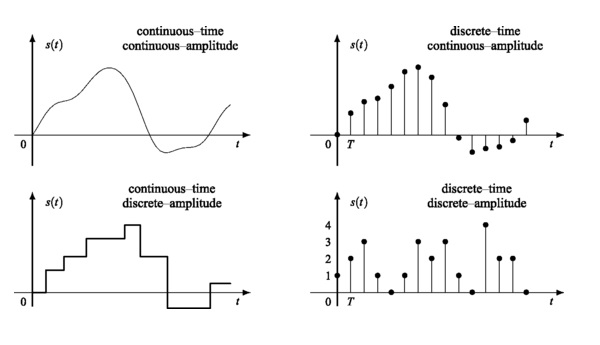 continuous–time
continuous–amplitude
s(t)
0
t
discrete–time
continuous–amplitude
s(t)
0
T
t
continuous–time
discrete–amplitude
s(t)
0
t
discrete–time
discrete–amplitude
s(t)
4
3
2
1
0
T
t